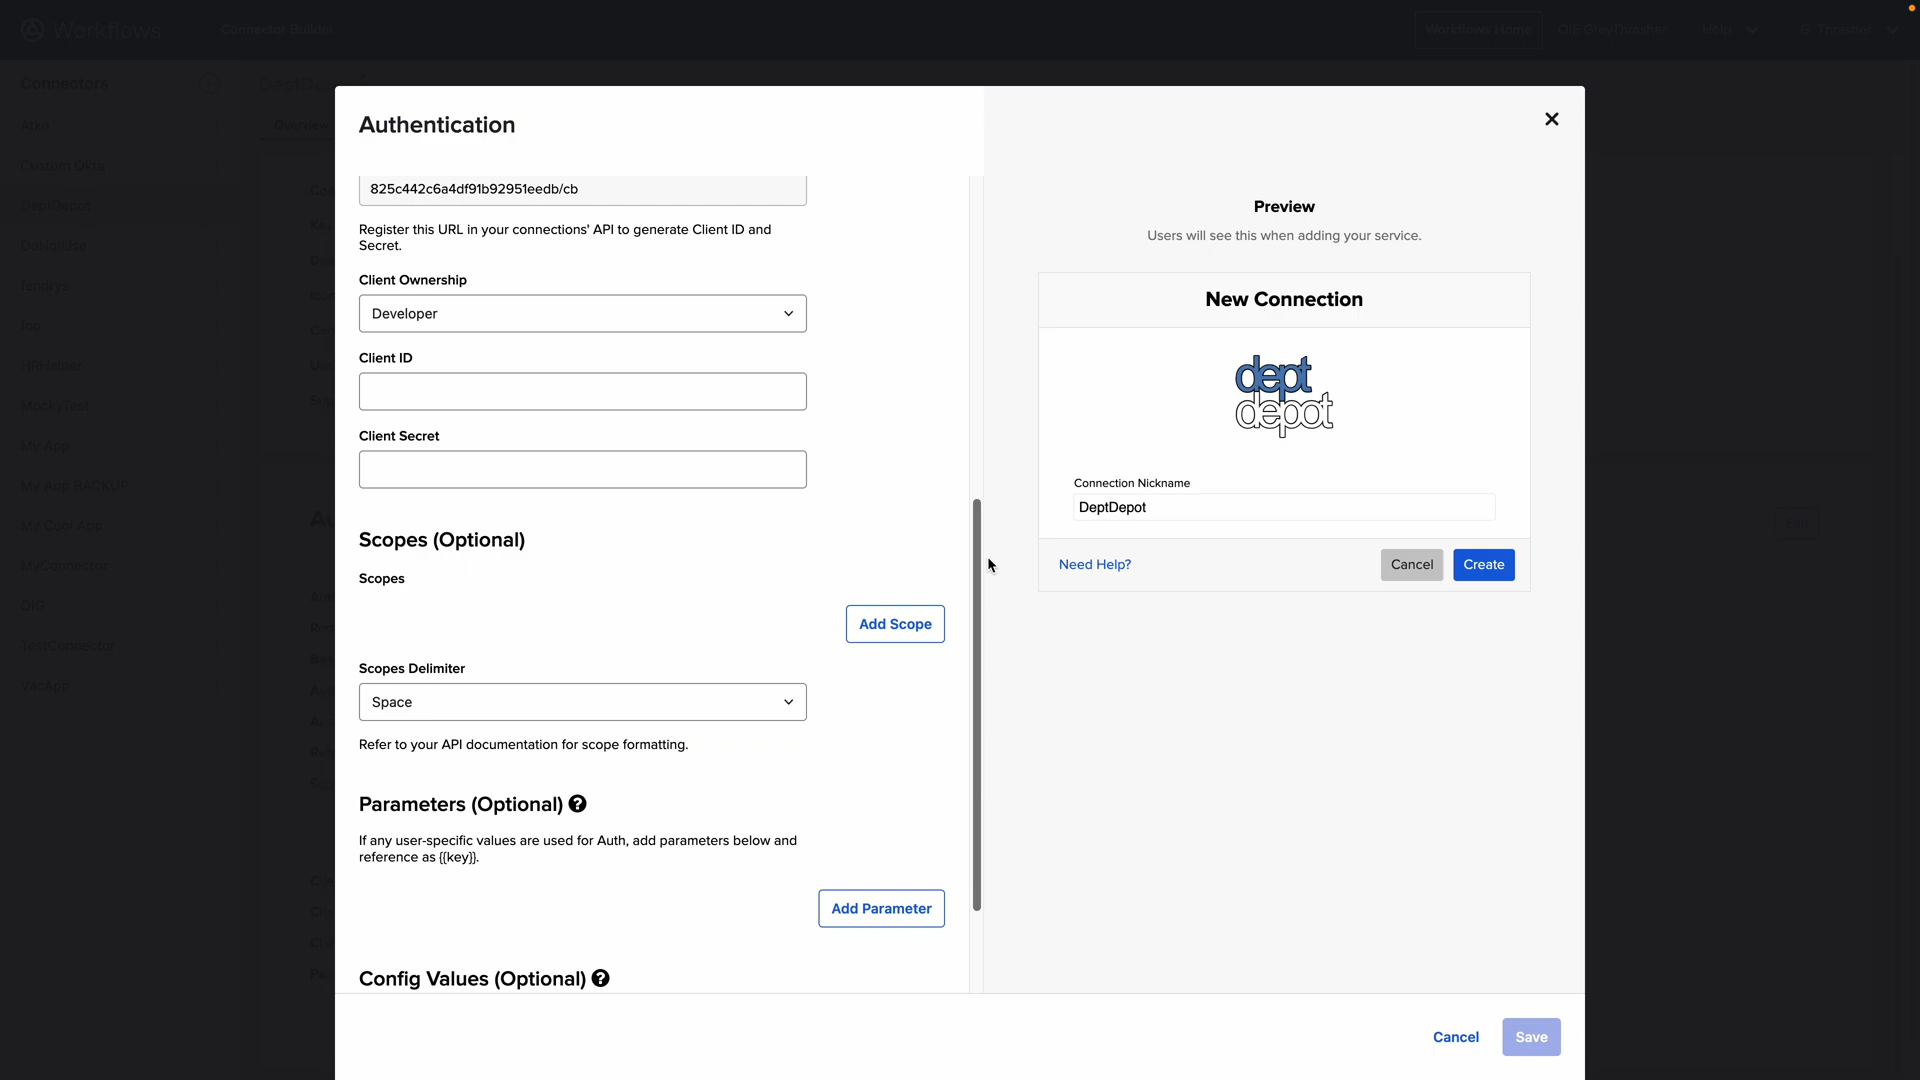 Workflows
Connector Builder
Workflows Home
OIE GreyThrasher
Help
G Thrasher
Connectors
Atko
Custom Okta
DeptDepot
DoNotUse
fendrys
foo
HRHelper
MockyTest
My App
My App BACKUP
My Cool App
MyConnector
OIG
TestConnector
VacApp
Overview
Edit
Authentication
825c442c6a4df91b92951eedb/cb
Register this URL in your connections' API to generate Client ID and
Secret.
Client Ownership
Developer
Client ID
Client Secret
Scopes (Optional)
Scopes
Add Scope
Scopes Delimiter
Space
Refer to your API documentation for scope formatting.
Parameters (Optional)
If any user-specific values are used for Auth, add parameters below and
reference as {{key}}.
Add Parameter
Config Values (Optional)
Preview
Users will see this when adding your service.
New Connection
dept
depot
Connection Nickname
DeptDepot
Need Help?
Cancel
Create
Cancel
Save